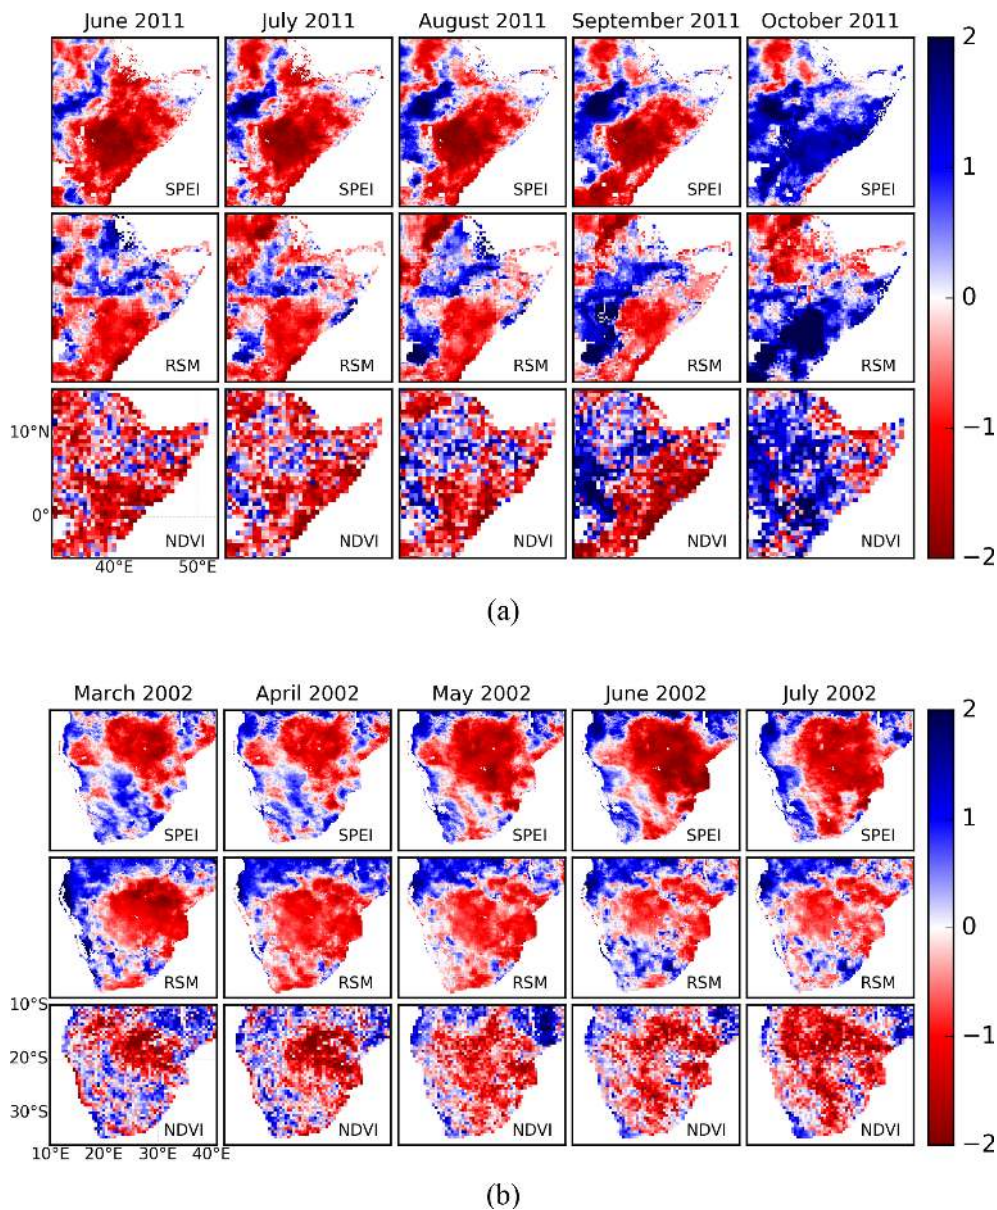 June 2011 July 2011 August 2011 September 2011 October 2011
2
1
0
−1
−2
SPEI SPEI SPEI SPEI SPEI
RSM RSM RSM RSM RSM
10°N
0°
NDVI NDVI NDVI NDVI NDVI
40°E 50°E
(a)
March 2002 April 2002 May 2002 June 2002 July 2002
2
1
0
−1
−2
SPEI SPEI SPEI SPEI SPEI
RSM RSM RSM RSM RSM
10°S
20°S
30°S
NDVI NDVI NDVI NDVI NDVI
10°E 20°E 30°E 40°E
(b)